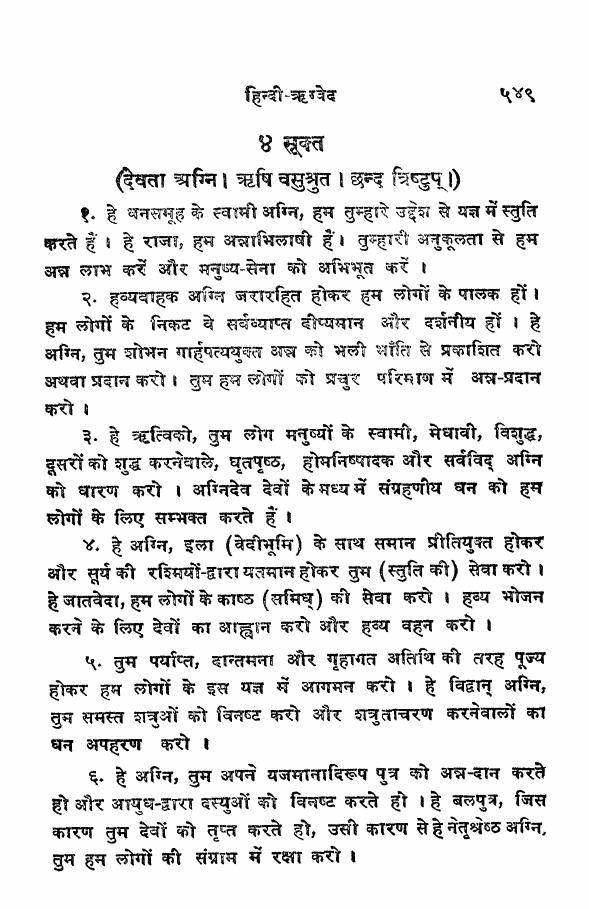 हिन्दी-ऋग्वेद ५४९
४ सूक्त
(देवता अग्नि। ऋषि वसुश्रुत। छन्द त्रिष्टुप्।)
१. हे धनसमूह के स्वामी अग्नि, हम तुम्हारे उद्देश से यज्ञ में स्तुति
करते हैं। हे राजा, हम अन्नाभिलाषी हैं। तुम्हारी अनुकूलता से हम
अन्न लाभ करें और मनुष्य-सेना को अभिभूत करें।
२. हव्यवाहक अग्नि जरारहित होकर हम लोगों के पालक हों।
हम लोगों के निकट वे सर्वव्याप्त दीप्यमान और दर्शनीय हों। हे
अग्नि, तुम शोभन गार्हपत्ययुक्त अन्न को भली भाँति से प्रकाशित करो
अथवा प्रदान करो। तुम हम लोगों को प्रचुर परिमाण में अन्न-प्रदान
करो।
३. हे ऋत्विको, तुम लोग मनुष्यों के स्वामी, मेधावी, विशुद्ध,
दूसरों को शुद्ध करनेवाले, घृतपृष्ठ, होमनिष्पादक और सर्वविद् अग्नि
को धारण करो। अग्निदेव देवों के मध्य में संग्रहणीय धन को हम
लोगों के लिए सम्भक्त करते हैं।
४. हे अग्नि, इला (वेदीभूमि) के साथ समान प्रीतियुक्त होकर
और सूर्य की रश्मियों-द्वारा यतमान होकर तुम (स्तुति की) सेवा करो।
हे जातवेदा, हम लोगों के काष्ठ (समिध्) की सेवा करो। हव्य भोजन
करने के लिए देवों का आह्वान करो और हव्य वहन करो।
५. तुम पर्याप्त, दान्तमना और गृहागत अतिथि की तरह पूज्य
होकर हम लोगों के इस यज्ञ में आगमन करो। हे विद्वान् अग्नि,
तुम समस्त शत्रुओं को विनष्ट करो और शत्रुताचरण करनेवालों का
धन अपहरण करो।
६. हे अग्नि, तुम अपने यजमानादिरूप पुत्र को अन्न-दान करते
हो और आयुध-द्वारा दस्युओं को विनष्ट करते हो। हे बलपुत्र, जिस
कारण तुम देवों को तृप्त करते हो, उसी कारण से हे नेतृश्रेष्ठ अग्नि,
तुम हम लोगों की संग्राम में रक्षा करो।